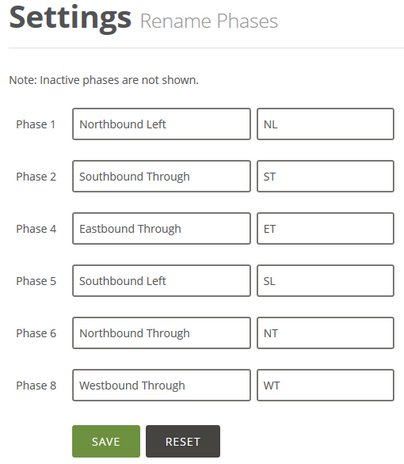 Settings Rename Phases
Note: Inactive phases are not shown.
Phase 1 Northbound Left NL
Phase 2 Southbound Through ST
Phase 4 Eastbound Through ET
Phase 5 Southbound Left SL
Phase 6 Northbound Through NT
Phase 8 Westbound Through WT
SAVE RESET